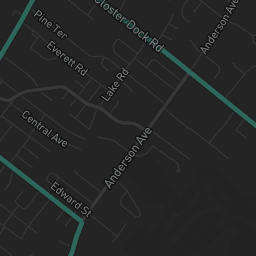 Closter Dock Rd
Anderson Ave
Pine Ter
Everett Rd
Lake Rd
Central Ave
Anderson Ave
Edward St